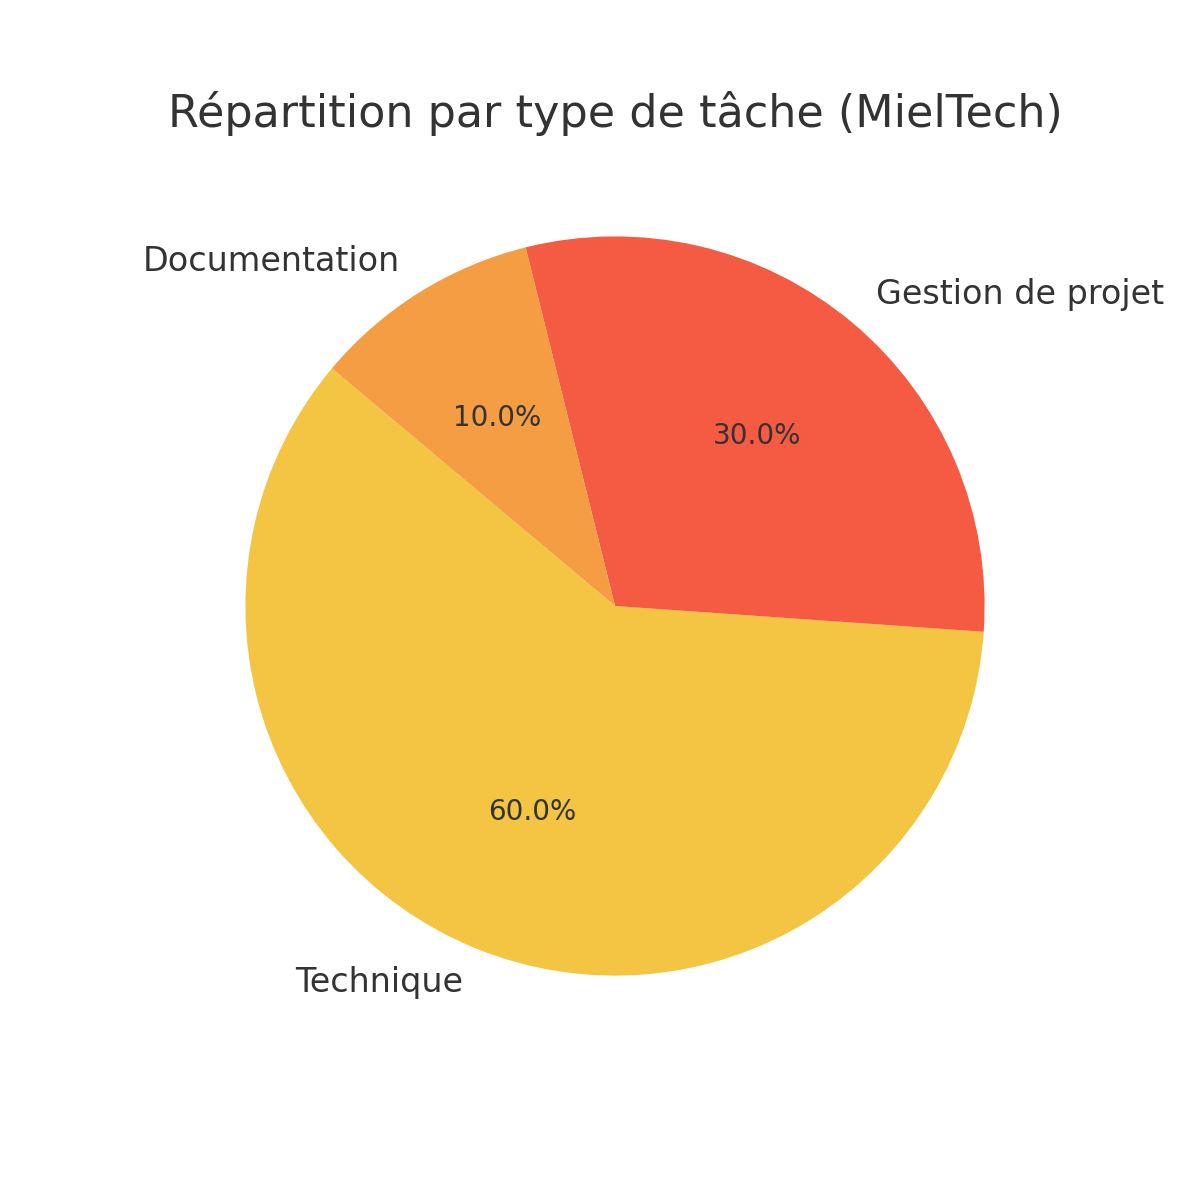 Répartition par type de tâche (MielTech)
Documentation
Gestion de projet
10.0%
30.0%
60.0%
Technique